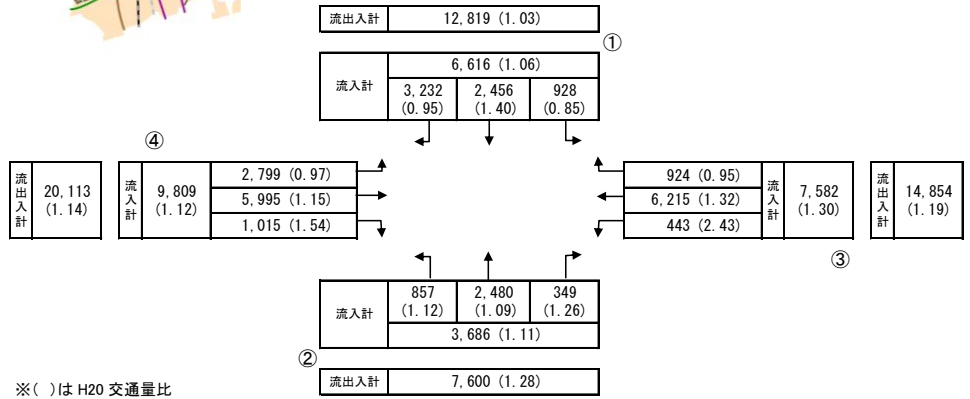 流出入計 12,819 (1.03)
①
流入計 6,616 (1.06)
3,232 2,456 928
(0.95) (1.40) (0.85)
④
流出入計 20,113 (1.14)
流入計 9,809 (1.12)
2,799 (0.97)
5,995 (1.15)
1,015 (1.54)
924 (0.95)
6,215 (1.32)
443 (2.43)
流入計 7,582 (1.30)
流出入計 14,854 (1.19)
③
流入計
857 2,480 349
(1.12) (1.09) (1.26)
3,686 (1.11)
②
流出入計 7,600 (1.28)
※( )は H20 交通量比